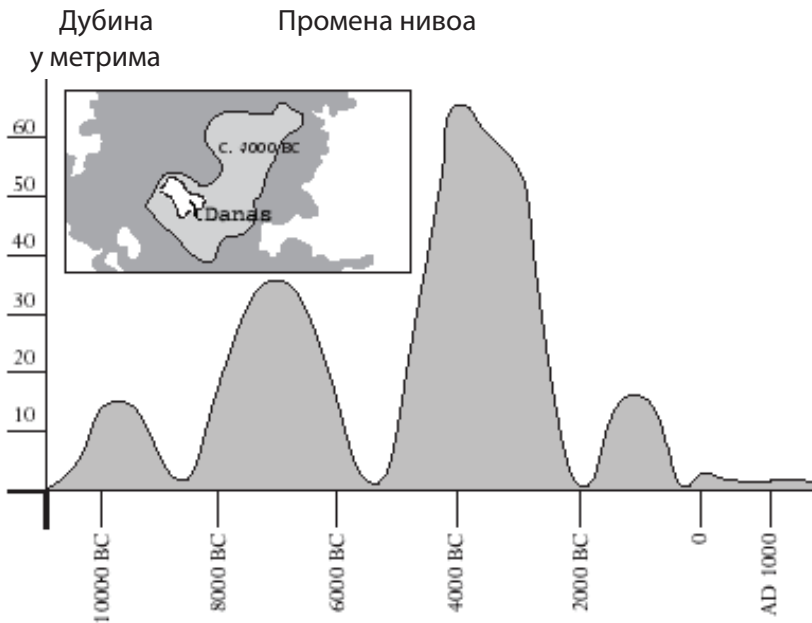 Дубина
у метрима
Промена нивоа
60
50
40
30
20
10
C. 4000 BC
Danas
10000 BC
8000 BC
6000 BC
4000 BC
2000 BC
0
AD 1000